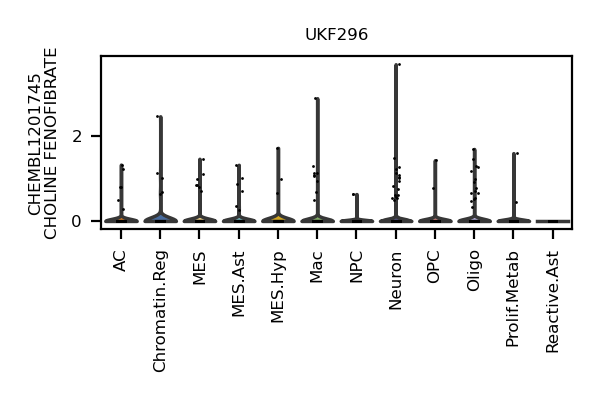 UKF296
CHEMBL1201745
CHOLINE FENOFIBRATE
2
0
AC
Chromatin.Reg
MES
MES.Ast
MES.Hyp
Mac
NPC
Neuron
OPC
Oligo
Prolif.Metab
Reactive.Ast